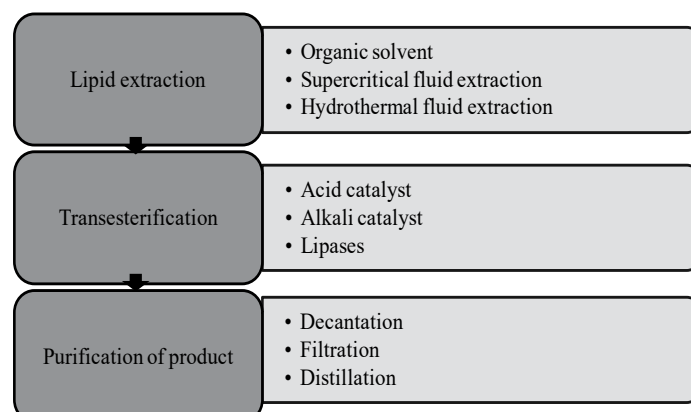 Lipid extraction
• Organic solvent
• Supercritical fluid extraction
• Hydrothermal fluid extraction
Transesterification
• Acid catalyst
• Alkali catalyst
• Lipases
Purification of product
• Decantation
• Filtration
• Distillation